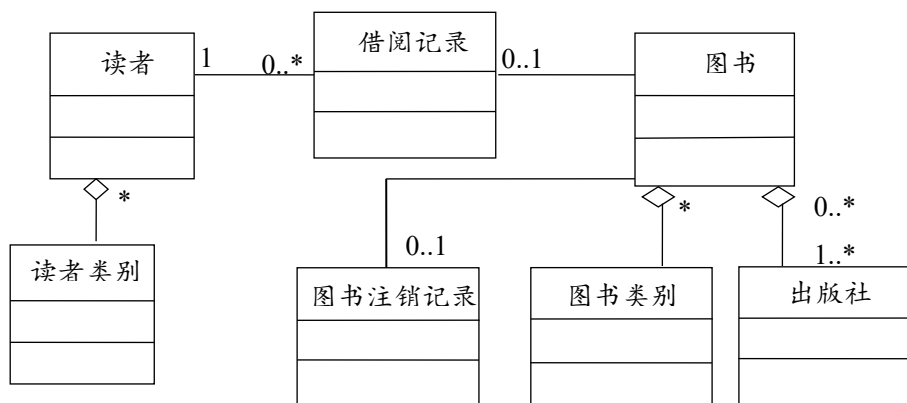 读者
1
0..*
借阅记录
0..1
图书
*
0..1
*
0..*
1..*
读者类别
图书注销记录
图书类别
出版社